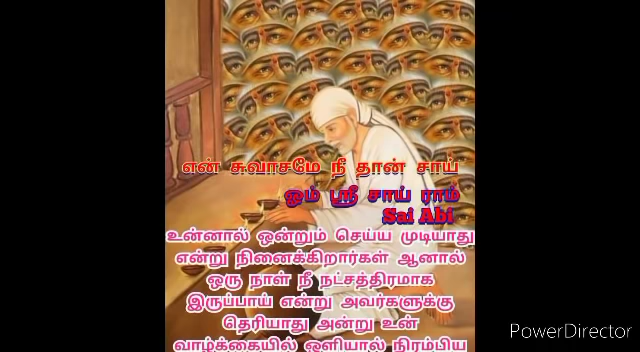 என் சுவாசமே நீ தான் சாய்
ஓம் ஸ்ரீ சாய் ராம்
Sai Abi
உன்னால் ஒன்றும் செய்ய முடியாது
என்று நினைக்கிறார்கள் ஆனால்
ஒரு நாள் நீ நட்சத்திரமாக
இருப்பாய் என்று அவர்களுக்கு
தெரியாது அன்று உன்
வாழ்க்கையில் ஒளியால் நிரம்பிய
PowerDirector